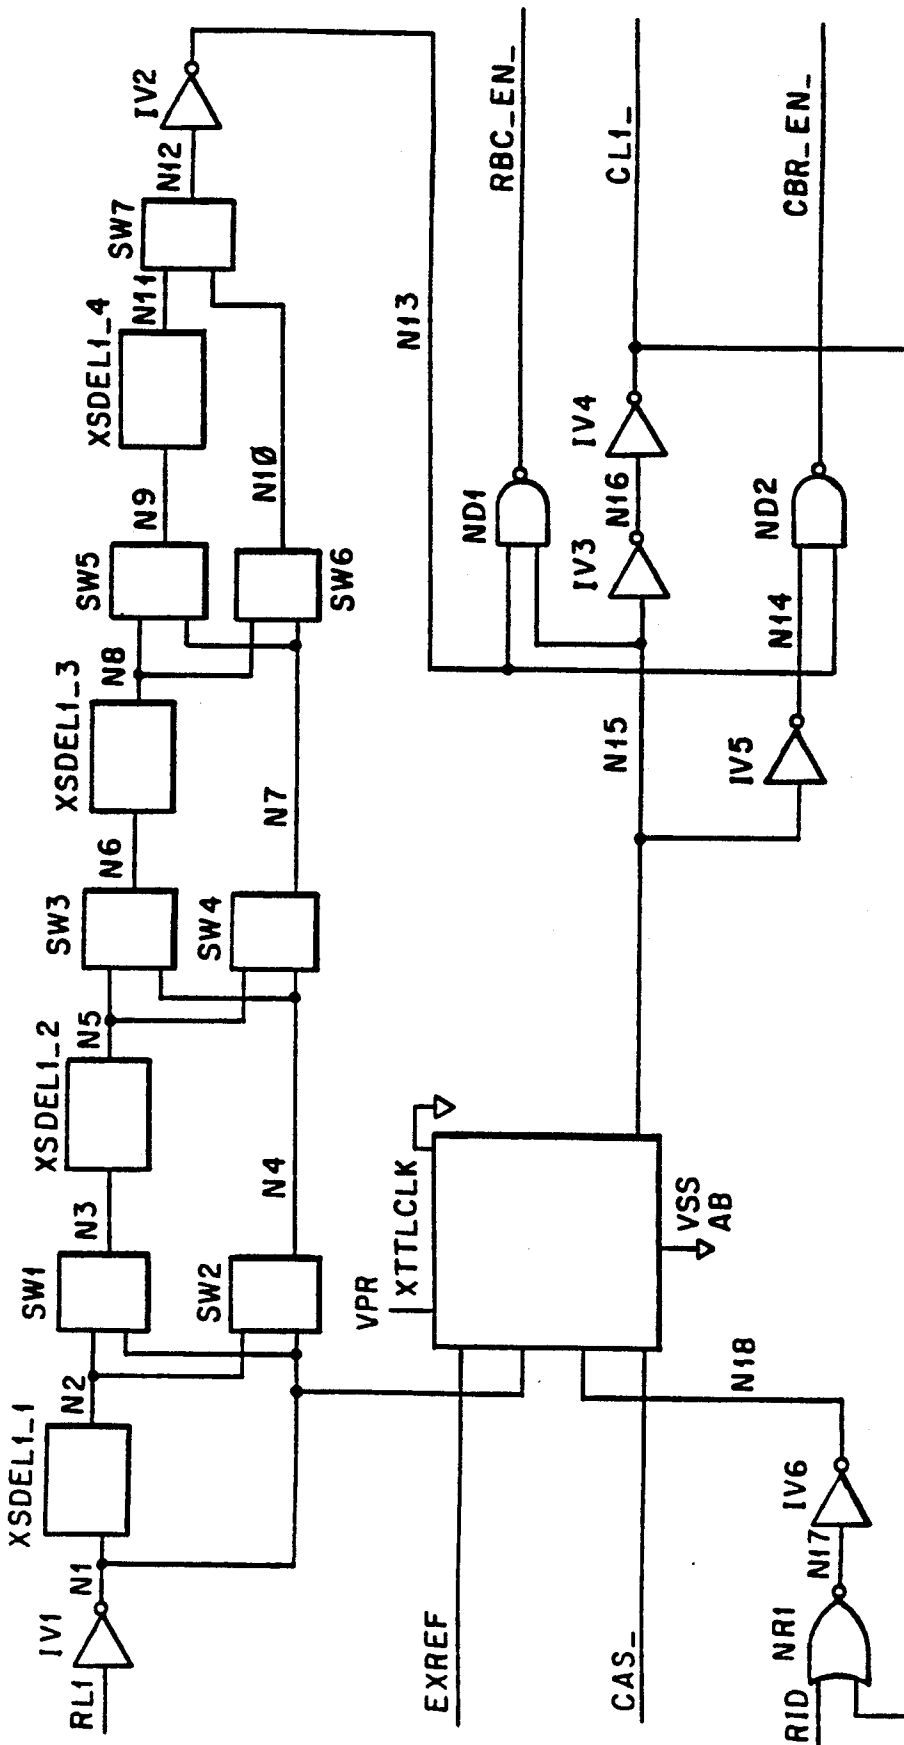 RL1
IV1
N1
XSDEL1_1
N2
SW1
SW2
N3
N4
XSDEL1_2
N5
SW3
SW4
N6
N7
XSDEL1_3
N8
SW5
SW6
N9
N10
XSDEL1_4
N11
SW7
N12
IV2
N13
EXREF
CAS_
VPR
XTTLCLK
VSS
AB
N15
ND1
RBC_EN_
IV3
N16
IV4
CL1_
IV5
N14
ND2
CBR_EN_
RID
NR1
N17
IV6
N18